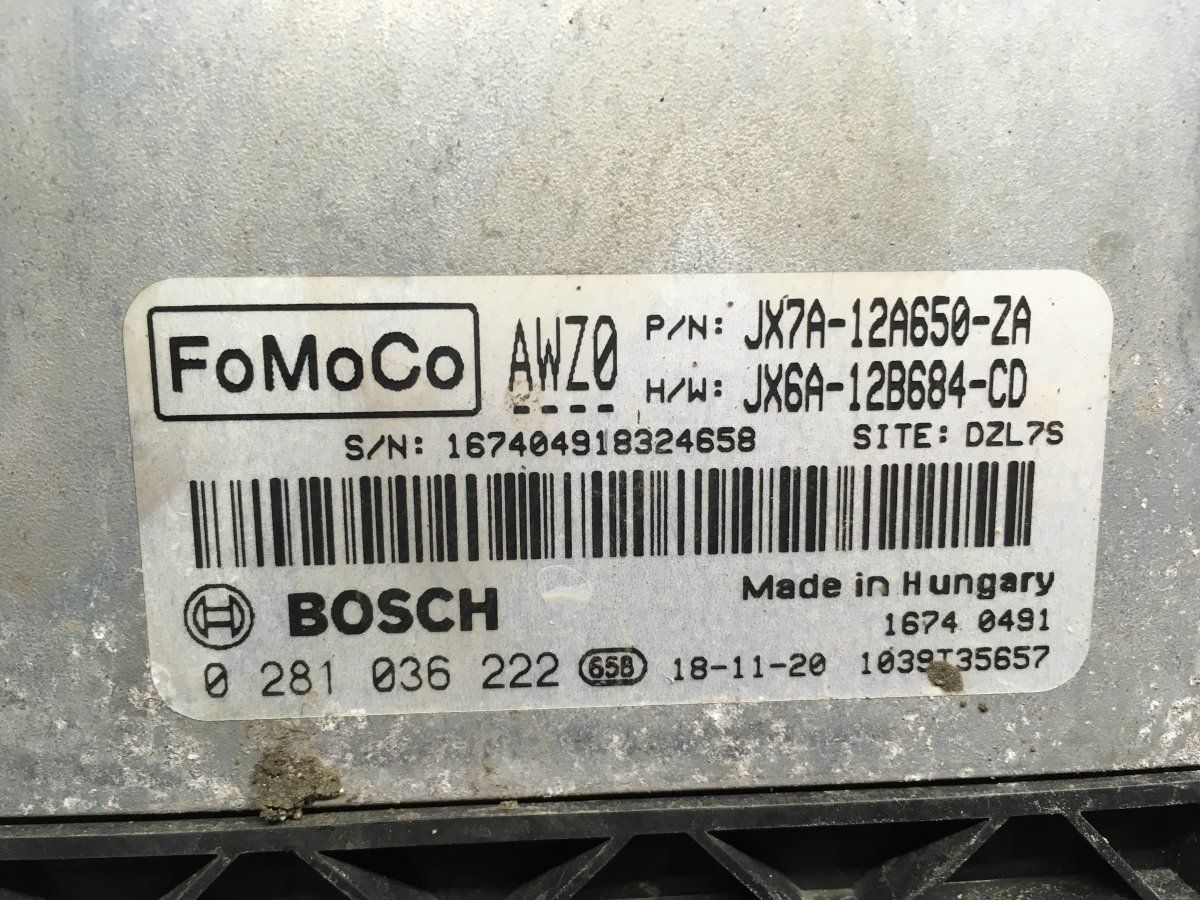 FoMoCo AWZ0 P/N: JX7A-12A650-ZA
H/W: JX6A-12B684-CD
S/N: 167404918324658 SITE: DZL7S
BOSCH Made in Hungary
1674 0491
0 281 036 222 65B 18-11-20 1039T35657